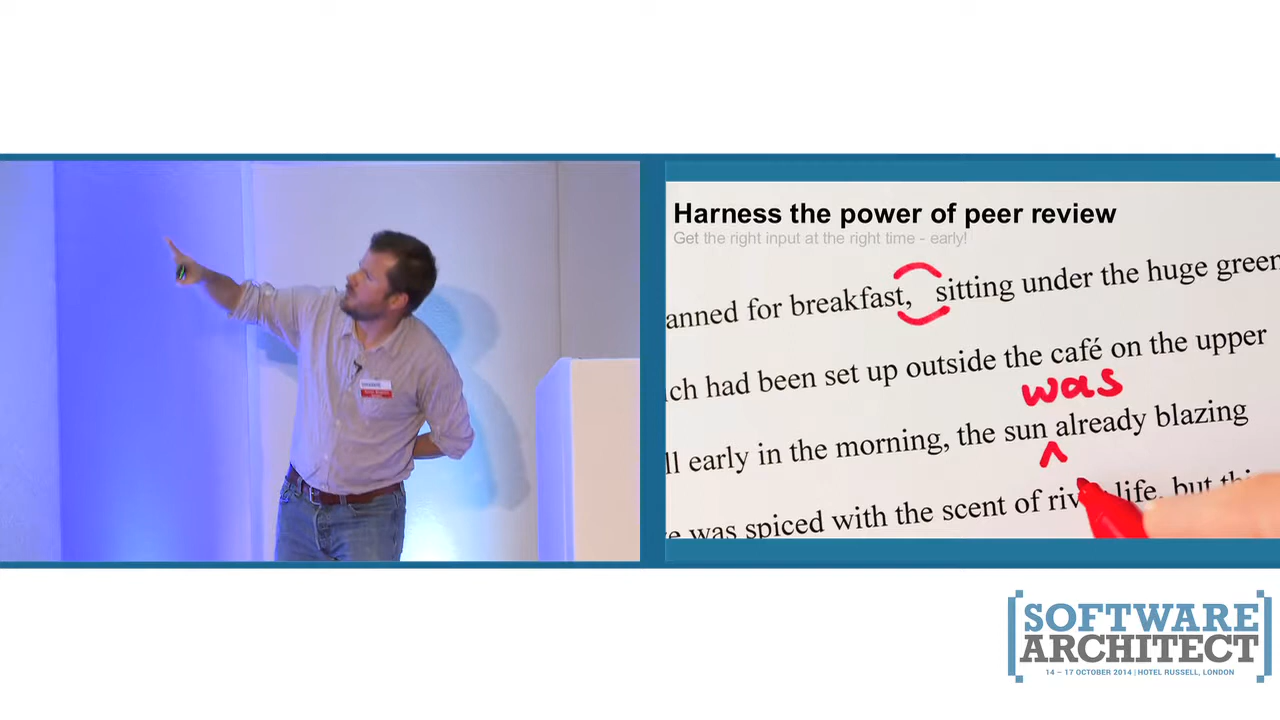 Harness the power of peer review
Get the right input at the right time - early!
anned for breakfast, sitting under the huge green
ch had been set up outside the café on the upper
was
ll early in the morning, the sun already blazing
was spiced with the scent of life, but
[SOFTWARE
ARCHITECT]
14 – 17 OCTOBER 2014 | HOTEL RUSSELL, LONDON